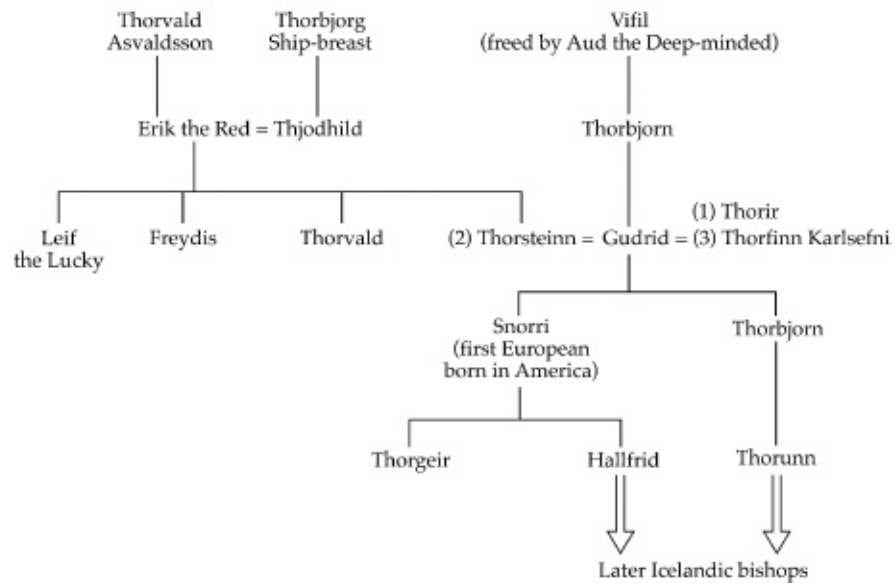 Thorvald
Asvaldsson
Thorbjorg
Ship-breast
Vifil
(freed by Aud the Deep-minded)
Erik the Red = Thjodhild
Thorbjorn
Leif
the Lucky
Freydis
Thorvald
(1) Thorir
(2) Thorsteinn = Gudrid = (3) Thorfinn Karlsefni
Snorri
(first European
born in America)
Thorbjorn
Thorgeir
Hallfrid
Thorunn
Later Icelandic bishops